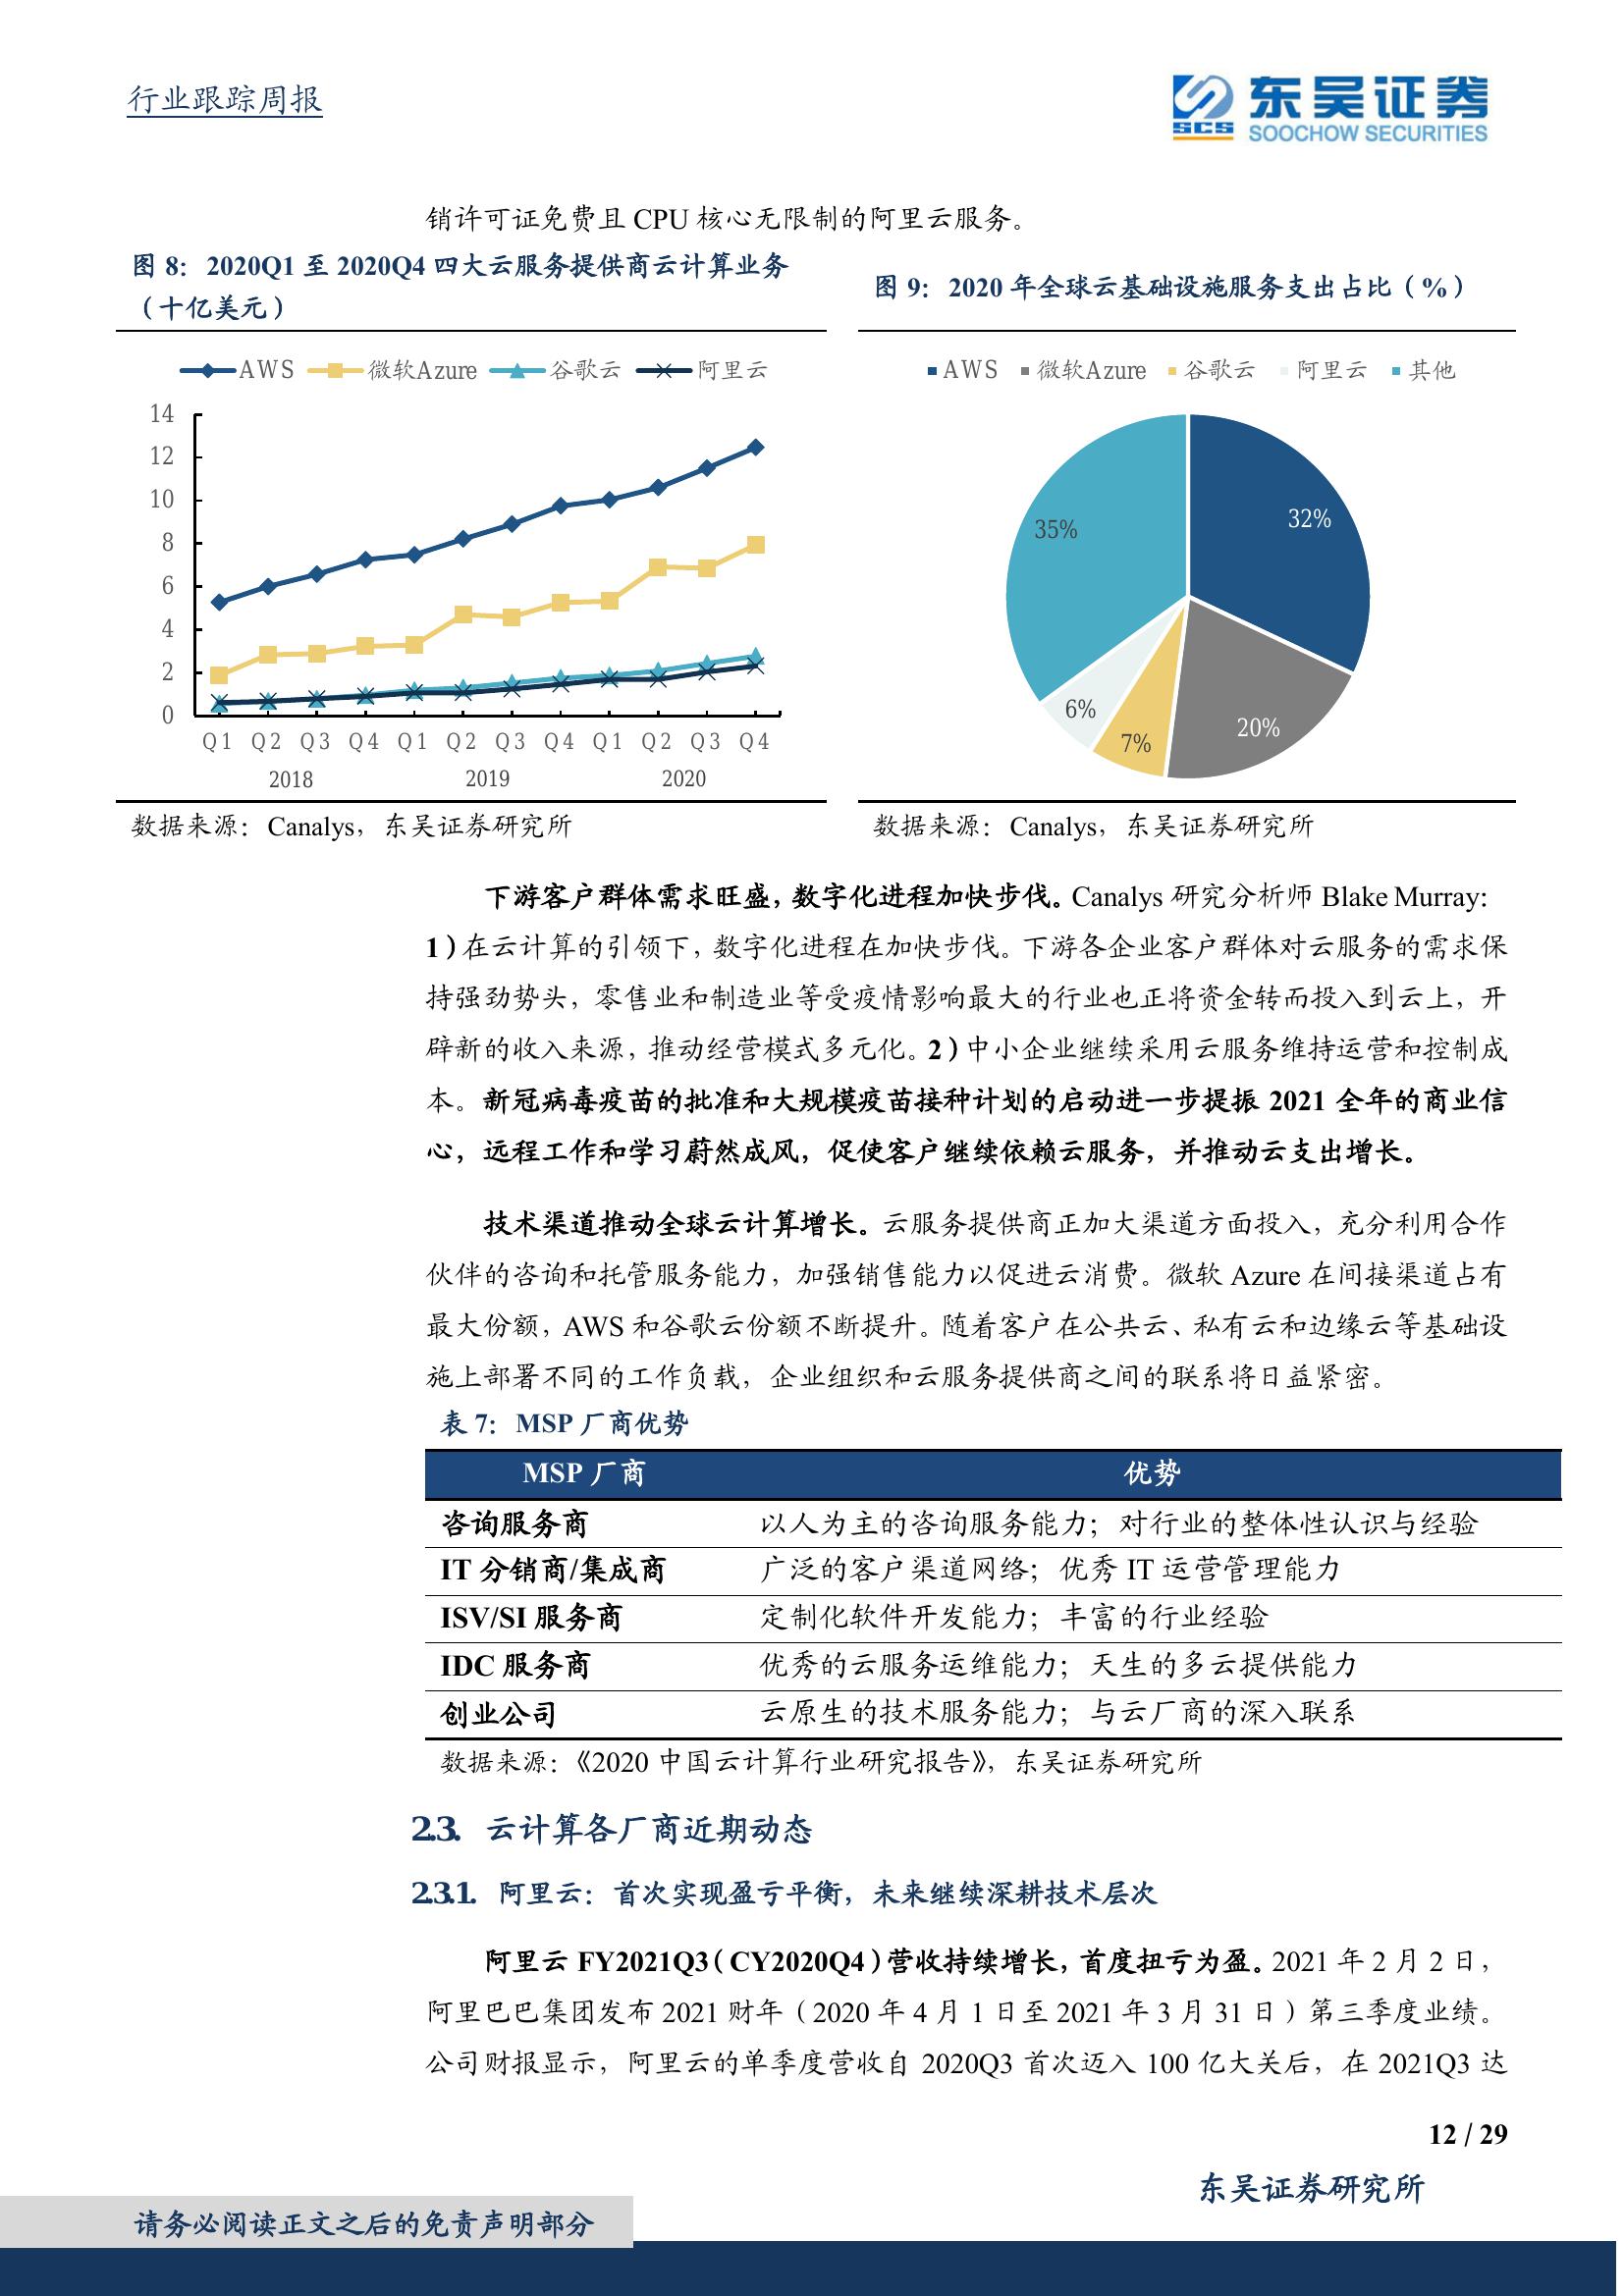 行业跟踪周报
东吴证券
SCS
SOOCHOW SECURITIES
销许可证免费且 CPU 核心无限制的阿里云服务。
图 8：2020Q1 至 2020Q4 四大云服务提供商云计算业务
（十亿美元）
AWS 微软Azure 谷歌云 阿里云
14
12
10
8
6
4
2
0
Q1 Q2 Q3 Q4 Q1 Q2 Q3 Q4 Q1 Q2 Q3 Q4
2018 2019 2020
数据来源：Canalys，东吴证券研究所
图 9：2020 年全球云基础设施服务支出占比（%）
AWS 微软Azure 谷歌云 阿里云 其他
35%
32%
6%
7%
20%
数据来源：Canalys，东吴证券研究所
下游客户群体需求旺盛，数字化进程加快步伐。Canalys 研究分析师 Blake Murray:
1）在云计算的引领下，数字化进程在加快步伐。下游各企业客户群体对云服务的需求保
持强劲势头，零售业和制造业等受疫情影响最大的行业也正将资金转而投入到云上，开
辟新的收入来源，推动经营模式多元化。2）中小企业继续采用云服务维持运营和控制成
本。新冠病毒疫苗的批准和大规模疫苗接种计划的启动进一步提振 2021 全年的商业信
心，远程工作和学习蔚然成风，促使客户继续依赖云服务，并推动云支出增长。
技术渠道推动全球云计算增长。云服务提供商正加大渠道方面投入，充分利用合作
伙伴的咨询和托管服务能力，加强销售能力以促进云消费。微软 Azure 在间接渠道占有
最大份额，AWS 和谷歌云份额不断提升。随着客户在公共云、私有云和边缘云等基础设
施上部署不同的工作负载，企业组织和云服务提供商之间的联系将日益紧密。
表 7：MSP 厂商优势
MSP 厂商 优势
咨询服务商 以人为主的咨询服务能力；对行业的整体性认识与经验
IT 分销商/集成商 广泛的客户渠道网络；优秀 IT 运营管理能力
ISV/SI 服务商 定制化软件开发能力；丰富的行业经验
IDC 服务商 优秀的云服务运维能力；天生的多云提供能力
创业公司 云原生的技术服务能力；与云厂商的深入联系
数据来源：《2020 中国云计算行业研究报告》，东吴证券研究所
2.3. 云计算各厂商近期动态
2.3.1. 阿里云：首次实现盈亏平衡，未来继续深耕技术层次
阿里云 FY2021Q3（CY2020Q4）营收持续增长，首度扭亏为盈。2021 年 2 月 2 日，
阿里巴巴集团发布 2021 财年（2020 年 4 月 1 日至 2021 年 3 月 31 日）第三季度业绩。
公司财报显示，阿里云的单季度营收自 2020Q3 首次迈入 100 亿大关后，在 2021Q3 达
12 / 29
东吴证券研究所
请务必阅读正文之后的免责声明部分